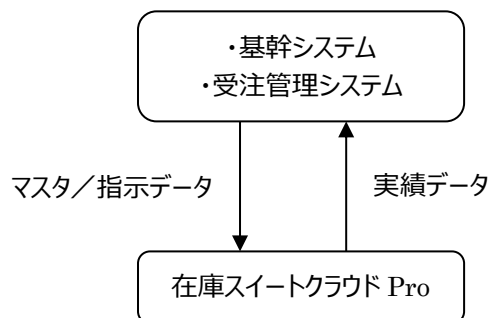 ・基幹システム
・受注管理システム
マスタ／指示データ
実績データ
在庫スイートクラウド Pro